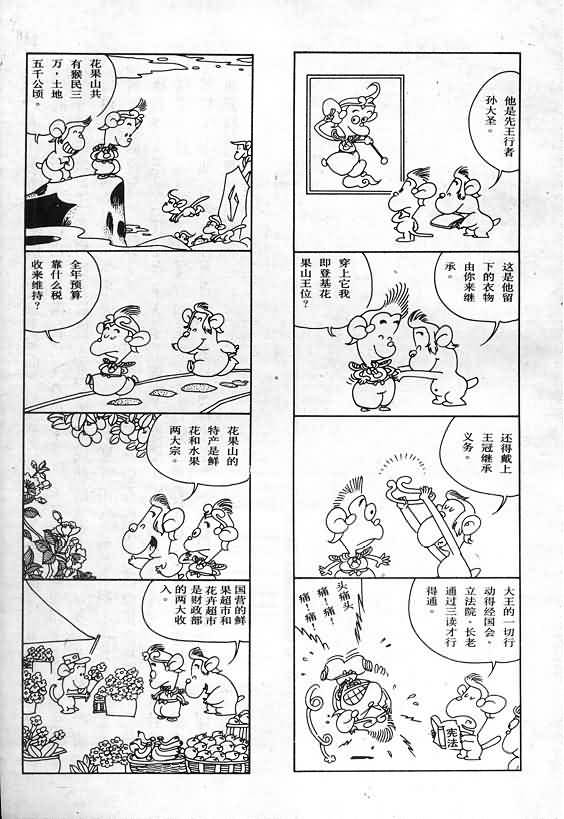 他是先王行者
孙大圣。
这是他留
下的衣物
由你来继
承。
穿上它我
即登基花
果山王位？
还得戴上
王冠继承
义务。
大王的一切行
动得经国会，
立法院，长老
通过三读才行
得通。
头痛头
痛！痛！
痛！痛！
宪法
花果山共
有猴民三
万，土地
五千公顷。
全年预算
靠什么税
收来维持？
花果山的
特产是鲜
花和水果
两大宗。
国营的鲜
果超市和
花卉超市
是财政部
的两大收
入。